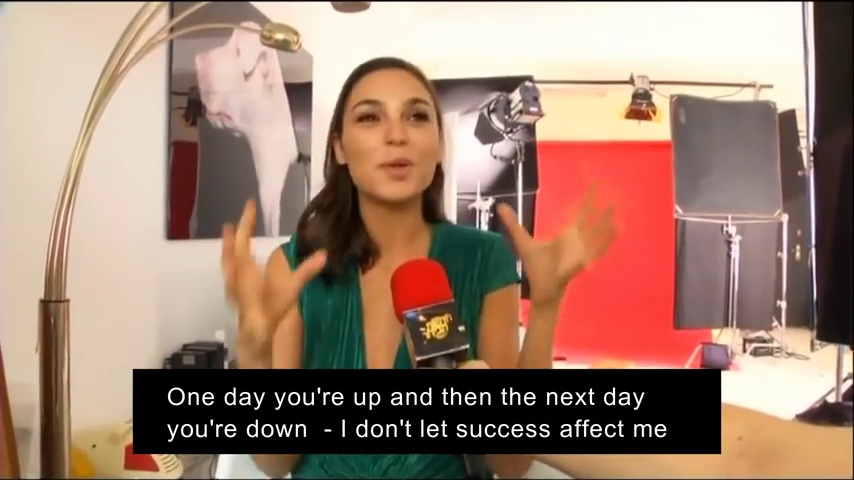 One day you're up and then the next day
you're down  - I don't let success affect me